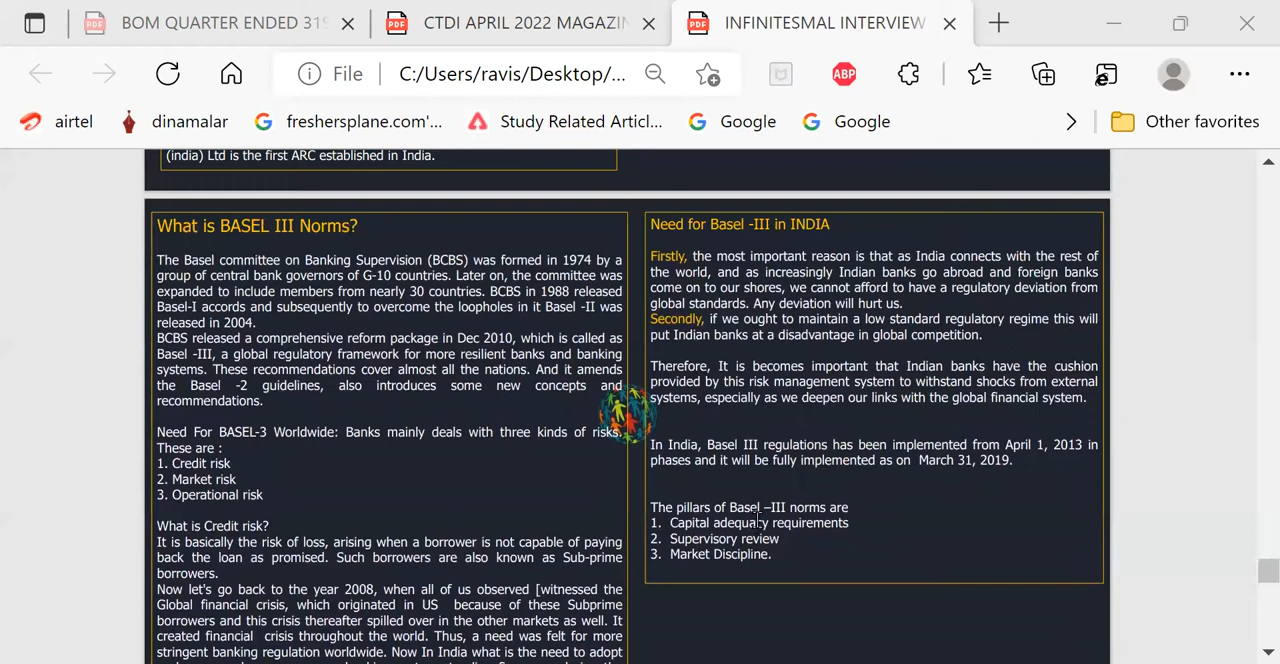 BOM QUARTER ENDED 31S
CTDI APRIL 2022 MAGAZIN
INFINITESMAL INTERVIEW
File
C:/Users/ravis/Desktop/...
ABP
airtel
dinamalar
freshersplane.com'...
Study Related Articl...
Google
Google
Other favorites
(india) Ltd is the first ARC established in India.
What is BASEL III Norms?
The Basel committee on Banking Supervision (BCBS) was formed in 1974 by a
group of central bank governors of G-10 countries. Later on, the committee was
expanded to include members from nearly 30 countries. BCBS in 1988 released
Basel-I accords and subsequently to overcome the loopholes in it Basel -II was
released in 2004.
BCBS released a comprehensive reform package in Dec 2010, which is called as
Basel -III, a global regulatory framework for more resilient banks and banking
systems. These recommendations cover almost all the nations. And it amends
the Basel -2 guidelines, also introduces some new concepts and
recommendations.
Need For BASEL-3 Worldwide: Banks mainly deals with three kinds of risks.
These are :
1. Credit risk
2. Market risk
3. Operational risk
What is Credit risk?
It is basically the risk of loss, arising when a borrower is not capable of paying
back the loan as promised. Such borrowers are also known as Sub-prime
borrowers.
Now let's go back to the year 2008, when all of us observed [witnessed the
Global financial crisis, which originated in US because of these Subprime
borrowers and this crisis thereafter spilled over in the other markets as well. It
created financial crisis throughout the world. Thus, a need was felt for more
stringent banking regulation worldwide. Now In India what is the need to adopt
Need for Basel -III in INDIA
Firstly, the most important reason is that as India connects with the rest of
the world, and as increasingly Indian banks go abroad and foreign banks
come on to our shores, we cannot afford to have a regulatory deviation from
global standards. Any deviation will hurt us.
Secondly, if we ought to maintain a low standard regulatory regime this will
put Indian banks at a disadvantage in global competition.
Therefore, It is becomes important that Indian banks have the cushion
provided by this risk management system to withstand shocks from external
systems, especially as we deepen our links with the global financial system.
In India, Basel III regulations has been implemented from April 1, 2013 in
phases and it will be fully implemented as on March 31, 2019.
The pillars of Basel –III norms are
1. Capital adequacy requirements
2. Supervisory review
3. Market Discipline.